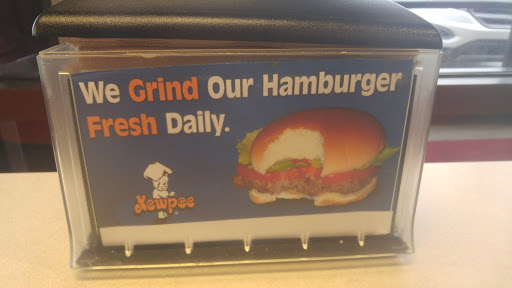 We Grind Our Hamburger
Fresh Daily.
Kewpee